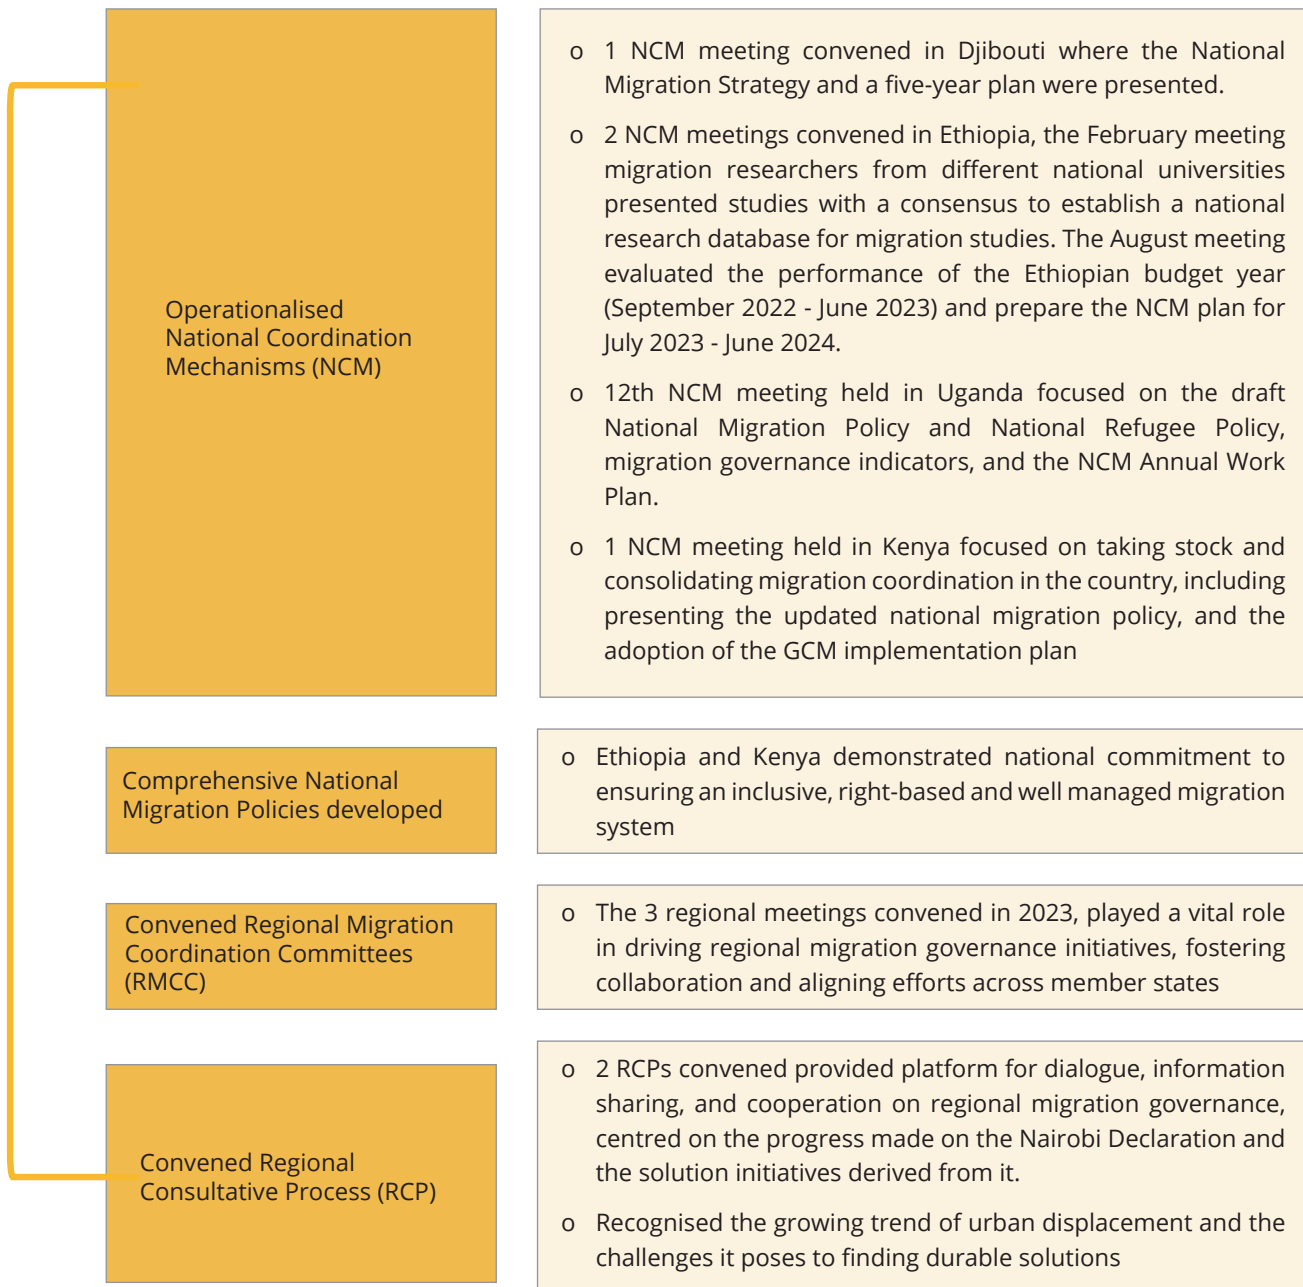 Operationalised
National Coordination
Mechanisms (NCM)
o 1 NCM meeting convened in Djibouti where the National
Migration Strategy and a five-year plan were presented.
o 2 NCM meetings convened in Ethiopia, the February meeting
migration researchers from different national universities
presented studies with a consensus to establish a national
research database for migration studies. The August meeting
evaluated the performance of the Ethiopian budget year
(September 2022 - June 2023) and prepare the NCM plan for
July 2023 - June 2024.
o 12th NCM meeting held in Uganda focused on the draft
National Migration Policy and National Refugee Policy,
migration governance indicators, and the NCM Annual Work
Plan.
o 1 NCM meeting held in Kenya focused on taking stock and
consolidating migration coordination in the country, including
presenting the updated national migration policy, and the
adoption of the GCM implementation plan
Comprehensive National
Migration Policies developed
o Ethiopia and Kenya demonstrated national commitment to
ensuring an inclusive, right-based and well managed migration
system
Convened Regional Migration
Coordination Committees
(RMCC)
o The 3 regional meetings convened in 2023, played a vital role
in driving regional migration governance initiatives, fostering
collaboration and aligning efforts across member states
Convened Regional
Consultative Process (RCP)
o 2 RCPs convened provided platform for dialogue, information
sharing, and cooperation on regional migration governance,
centred on the progress made on the Nairobi Declaration and
the solution initiatives derived from it.
o Recognised the growing trend of urban displacement and the
challenges it poses to finding durable solutions